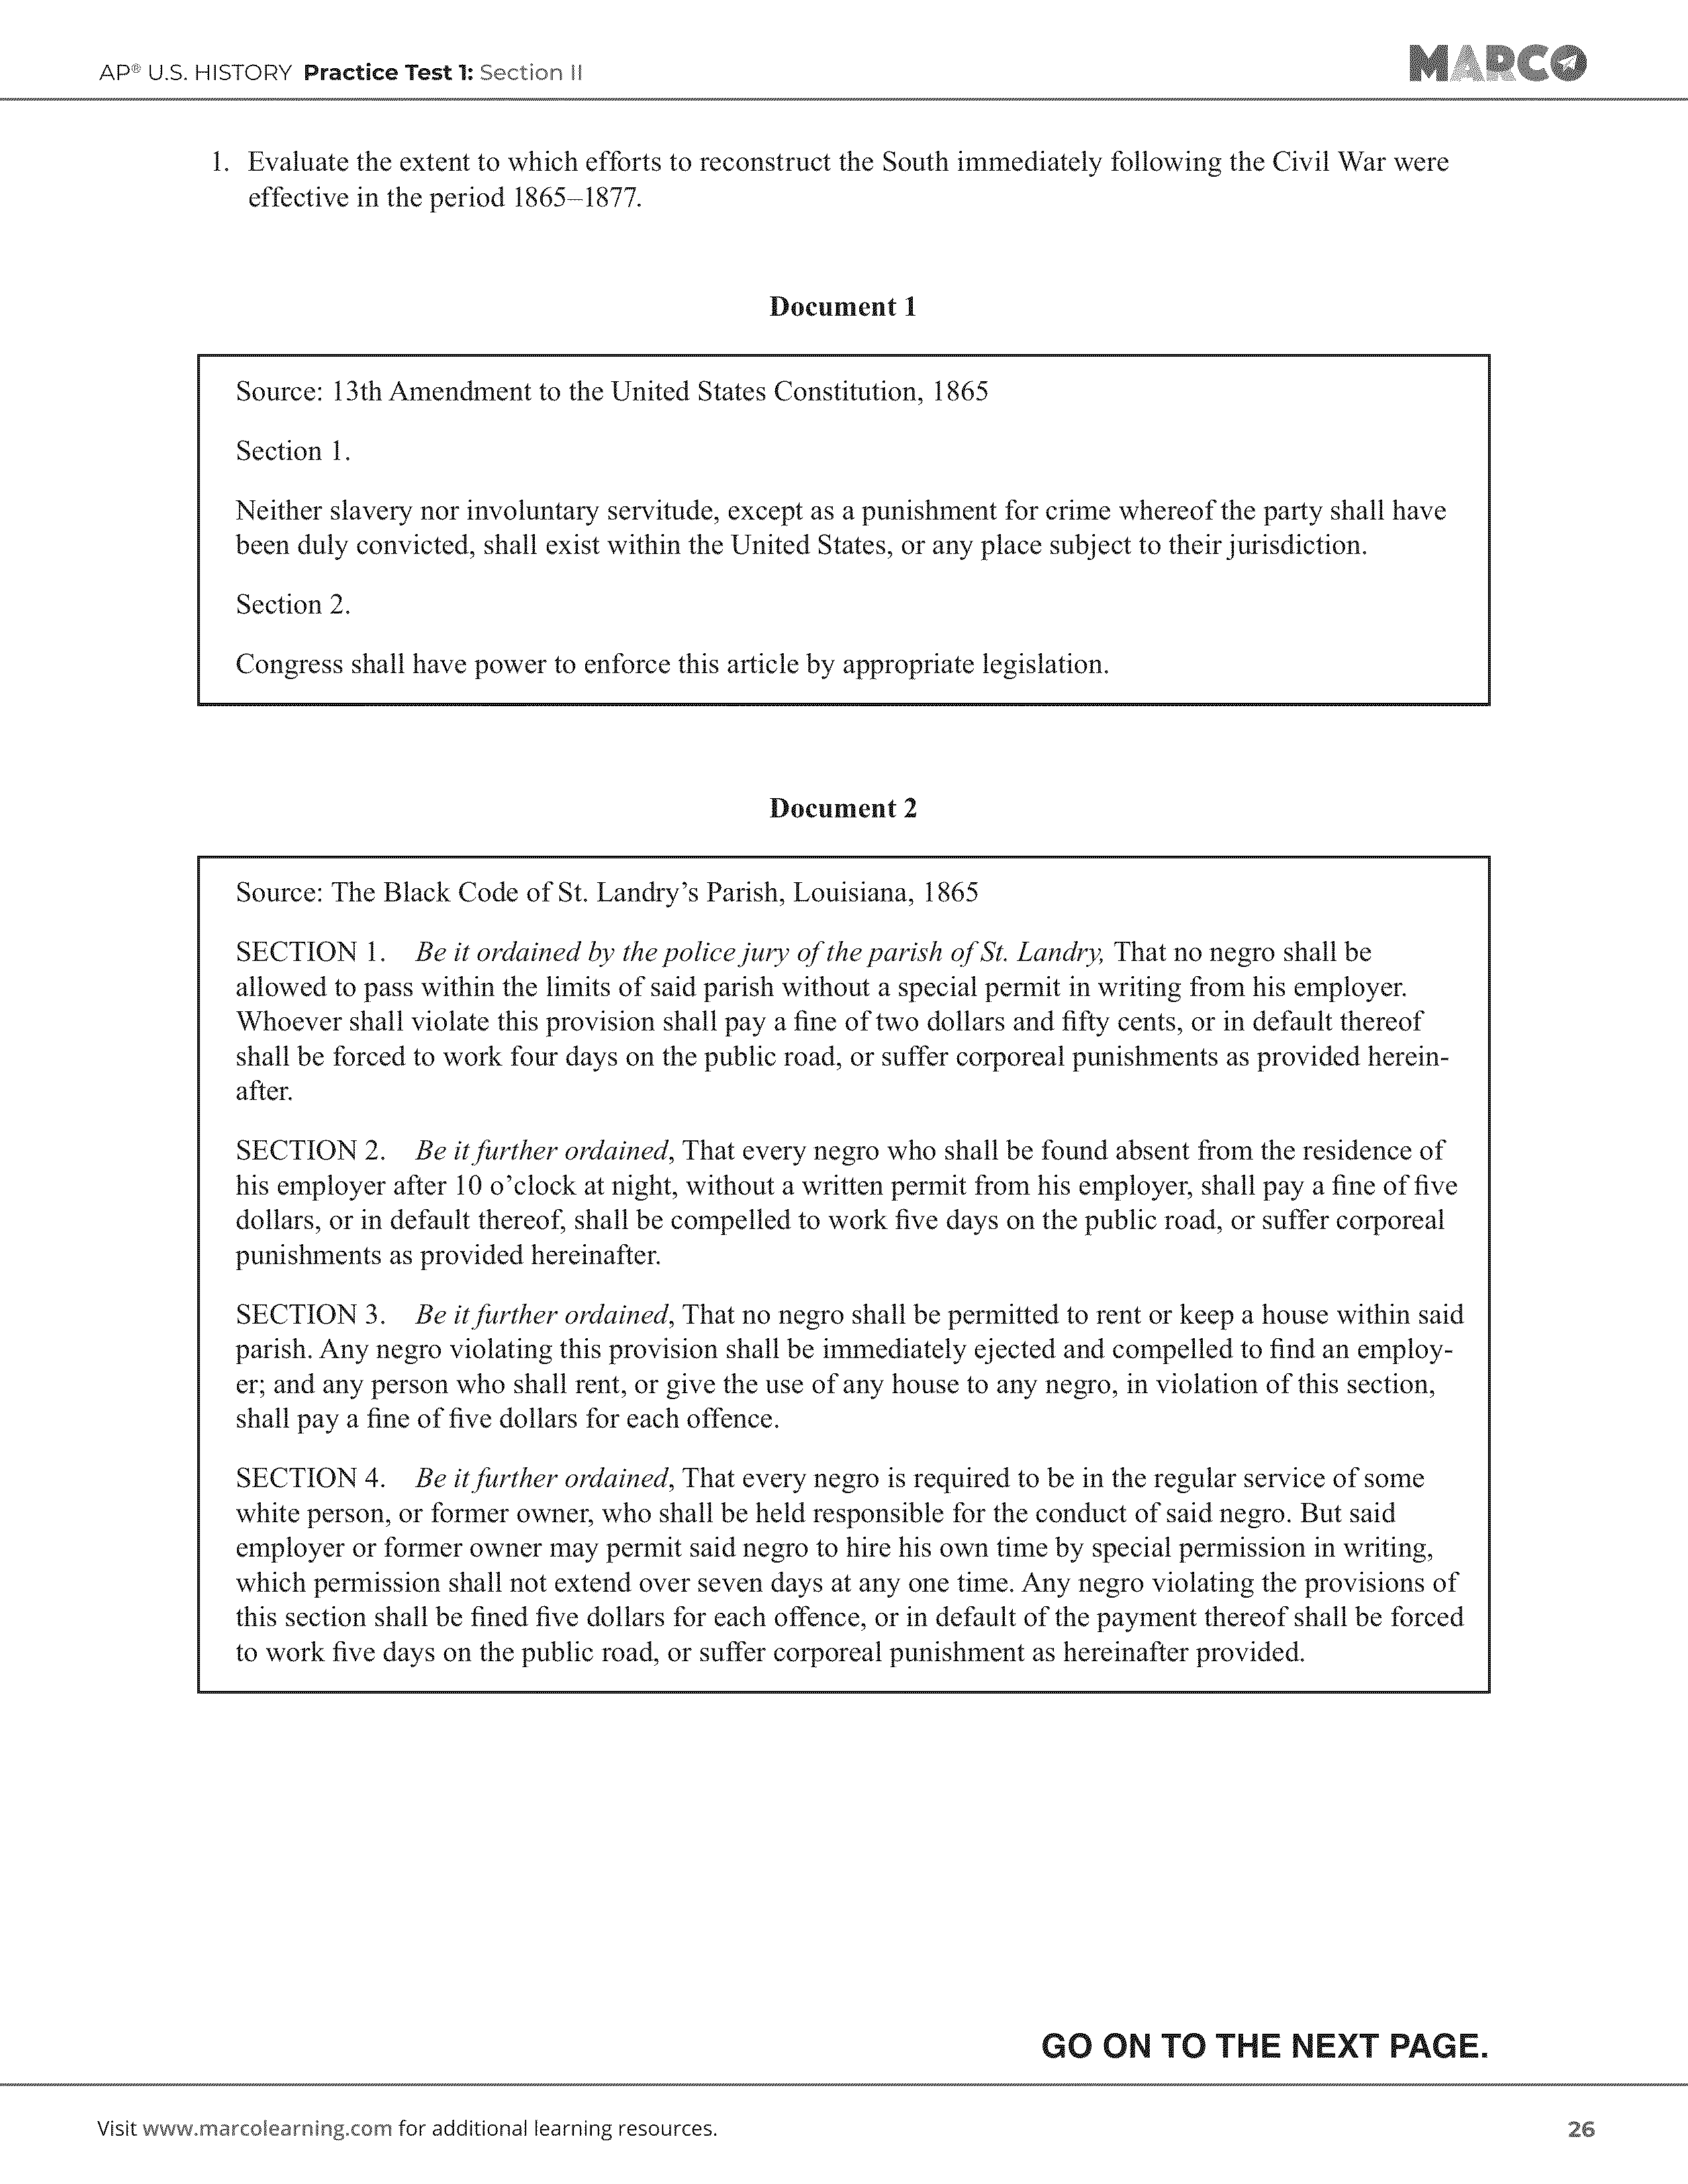 AP® U.S. HISTORY Practice Test 1: Section II
MARCO
1. Evaluate the extent to which efforts to reconstruct the South immediately following the Civil War were
effective in the period 1865–1877.
Document 1
Source: 13th Amendment to the United States Constitution, 1865
Section 1.
Neither slavery nor involuntary servitude, except as a punishment for crime whereof the party shall have
been duly convicted, shall exist within the United States, or any place subject to their jurisdiction.
Section 2.
Congress shall have power to enforce this article by appropriate legislation.
Document 2
Source: The Black Code of St. Landry's Parish, Louisiana, 1865
SECTION 1. Be it ordained by the police jury of the parish of St. Landry, That no negro shall be
allowed to pass within the limits of said parish without a special permit in writing from his employer.
Whoever shall violate this provision shall pay a fine of two dollars and fifty cents, or in default thereof
shall be forced to work four days on the public road, or suffer corporeal punishments as provided herein-
after.
SECTION 2. Be it further ordained, That every negro who shall be found absent from the residence of
his employer after 10 o'clock at night, without a written permit from his employer, shall pay a fine of five
dollars, or in default thereof, shall be compelled to work five days on the public road, or suffer corporeal
punishments as provided hereinafter.
SECTION 3. Be it further ordained, That no negro shall be permitted to rent or keep a house within said
parish. Any negro violating this provision shall be immediately ejected and compelled to find an employ-
er; and any person who shall rent, or give the use of any house to any negro, in violation of this section,
shall pay a fine of five dollars for each offence.
SECTION 4. Be it further ordained, That every negro is required to be in the regular service of some
white person, or former owner, who shall be held responsible for the conduct of said negro. But said
employer or former owner may permit said negro to hire his own time by special permission in writing,
which permission shall not extend over seven days at any one time. Any negro violating the provisions of
this section shall be fined five dollars for each offence, or in default of the payment thereof shall be forced
to work five days on the public road, or suffer corporeal punishment as hereinafter provided.
GO ON TO THE NEXT PAGE.
Visit www.marcolearning.com for additional learning resources.
26